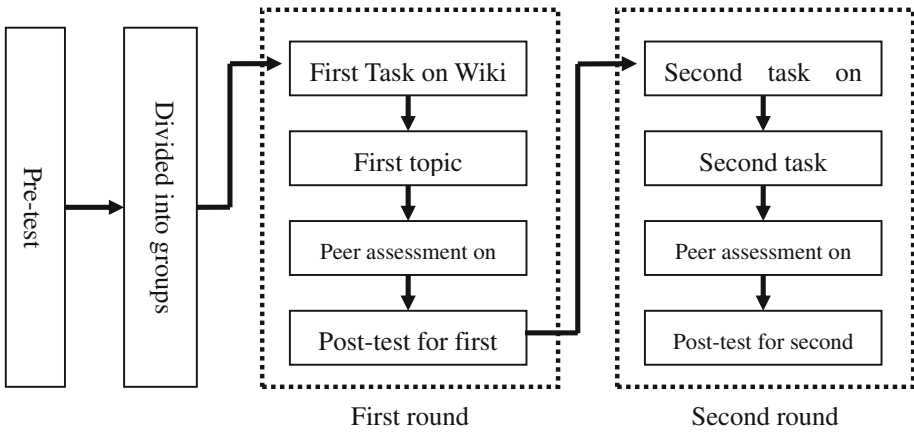 Pre-test
Divided into groups
First Task on Wiki
First topic
Peer assessment on
Post-test for first
First round
Second task on
Second task
Peer assessment on
Post-test for second
Second round